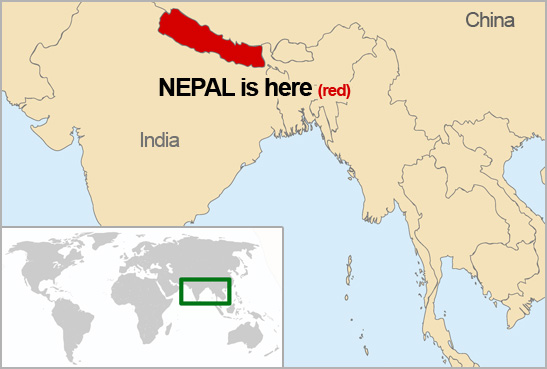 China
NEPAL is here (red)
India